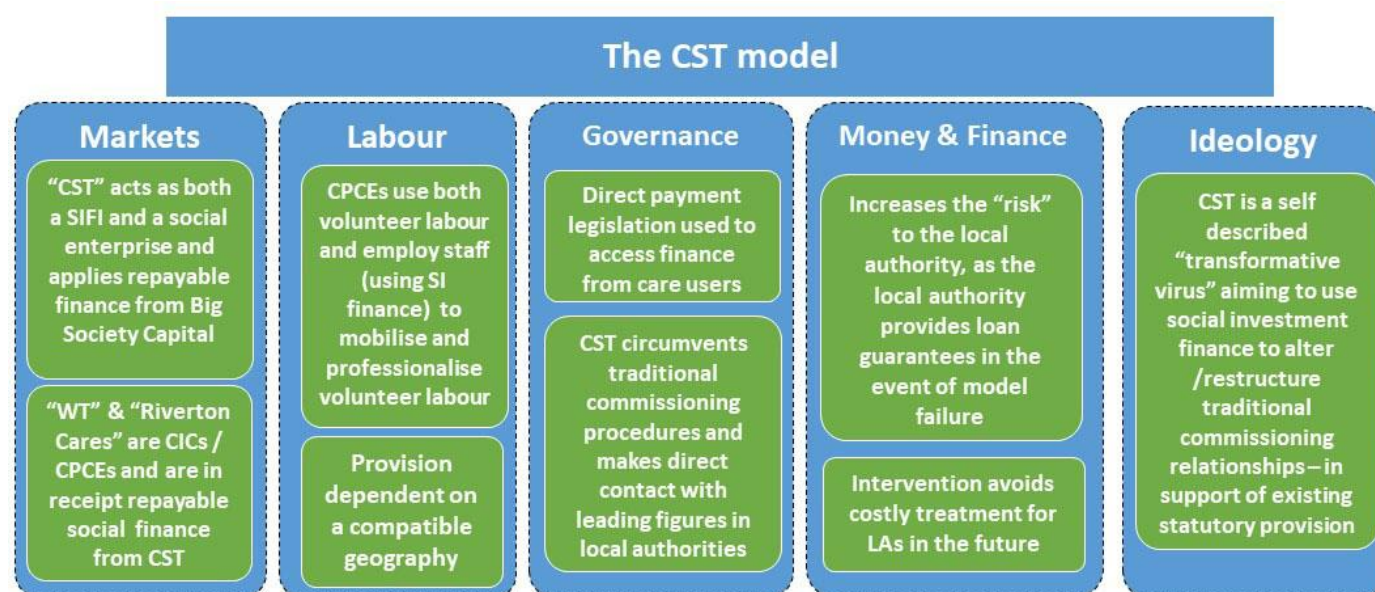 The CST model
Markets
“CST” acts as both
a SIFI and a social
enterprise and
applies repayable
finance from Big
Society Capital
“WT” & “Riverton
Cares” are CICs /
CPCEs and are in
receipt repayable
social finance
from CST
Labour
CPCEs use both
volunteer labour
and employ staff
(using SI
finance) to
mobilise and
professionalise
volunteer labour
Provision
dependent on
a compatible
geography
Governance
Direct payment
legislation used to
access finance
from care users
CST circumvents
traditional
commissioning
procedures and
makes direct
contact with
leading figures in
local authorities
Money & Finance
Increases the “risk”
to the local
authority, as the
local authority
provides loan
guarantees in the
event of model
failure
Intervention avoids
costly treatment for
LAs in the future
Ideology
CST is a self
described
“transformative
virus” aiming to use
social investment
finance to alter
/restructure
traditional
commissioning
relationships – in
support of existing
statutory provision